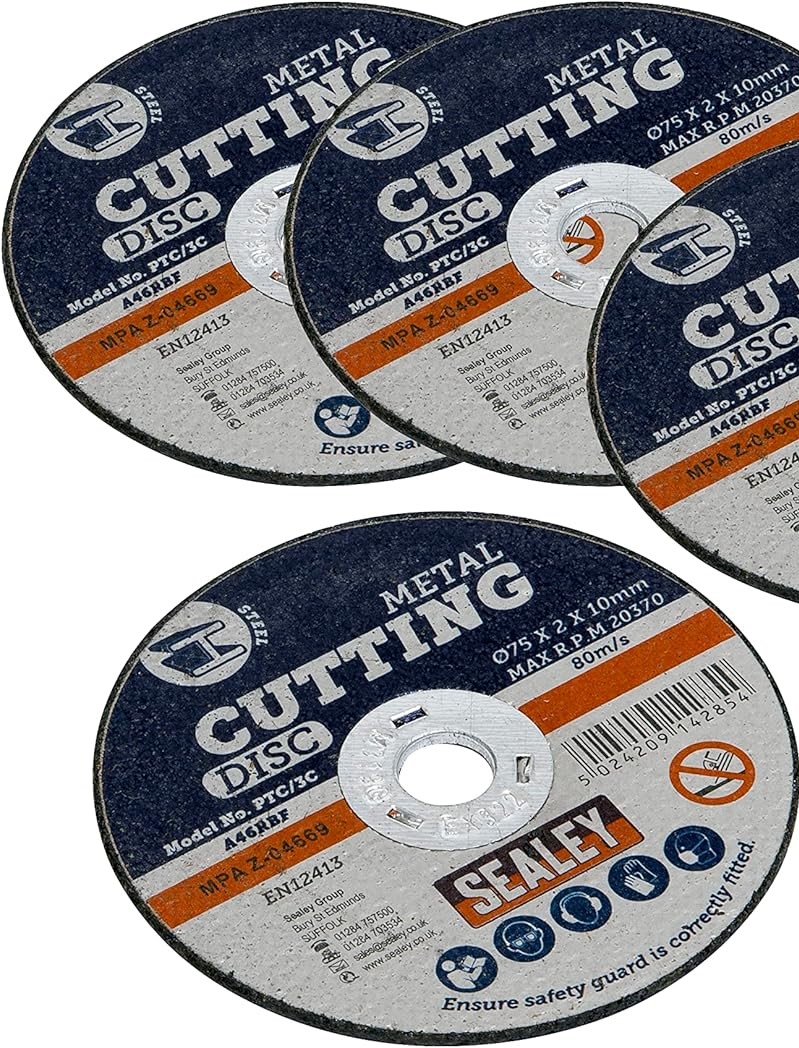 STEEL
METAL
CUTTING
DISC
Model No. PTC/3C
A46RBF
MPA Z-04669
EN12413
Sealey Group
Bury St Edmunds
SUFFOLK
01284 757500
01284 703534
sales@sealey.co.uk
www.sealey.co.uk
Ensure sa
METAL
CUTTING
DISC
Ø75 X 2 X 10mm
MAX R.P.M 20370
80m/s
Model No. PTC/3C
A46RBF
MPA Z-04669
EN12413
Sealey Group
Bury St Edmunds
SUFFOLK
01284 757500
01284 703534
sales@sealey.co.uk
www.sealey.co.uk
STEEL
CUT
DISC
Model No. PTC/3C
A46RBF
MPA Z-04669
EN124
Sealey
Bury S
SUFF
STEEL
METAL
CUTTING
DISC
Ø75 X 2 X 10mm
MAX R.P.M 20370
80m/s
Model No. PTC/3C
A46RBF
MPA Z-04669
EN12413
Sealey Group
Bury St Edmunds
SUFFOLK
01284 757500
01284 703534
sales@sealey.co.uk
www.sealey.co.uk
5 024209 142854
SEALEY
Ensure safety guard is correctly fitted.